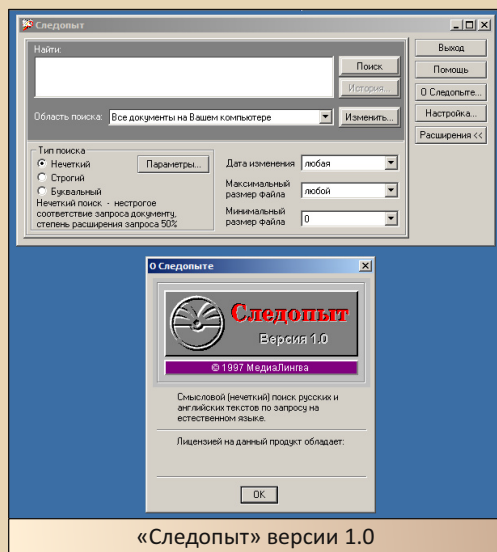 Следопыт
Найти:
Поиск
История...
Область поиска: Все документы на Вашем компьютере
Изменить...
Выход
Помощь
О Следопыте...
Настройка...
Расширения <<
Тип поиска
Нечеткий
Параметры...
Строгий
Буквальный
Нечеткий поиск - нестрогое
соответствие запроса документу,
степень расширения запроса 50%
Дата изменения любая
Максимальный
размер файла любой
Минимальный
размер файла 0
О Следопыте
Следопыт
Версия 1.0
© 1997 МедиаЛингва
Смысловой (нечеткий) поиск русских и
английских текстов по запросу на
естественном языке.
Лицензией на данный продукт обладает:
OK
«Следопыт» версии 1.0